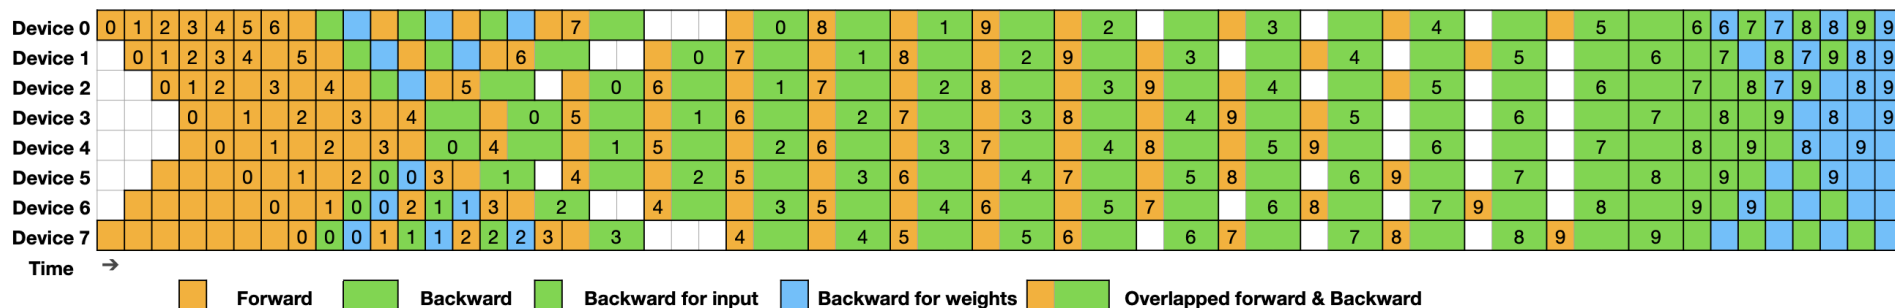 Device 0 0 1 2 3 4 5 6 7 0 8 1 9 2 3 4 5 6 6 7 7 8 8 9 9
Device 1 0 1 2 3 4 5 6 0 7 1 8 2 9 3 4 5 6 7 8 7 9 8 9
Device 2 0 1 2 3 4 5 0 6 1 7 2 8 3 9 4 5 6 7 8 7 9 8 9
Device 3 0 1 2 3 4 0 5 1 6 2 7 3 8 4 9 5 6 7 8 9 8 9
Device 4 0 1 2 3 0 4 1 5 2 6 3 7 4 8 5 9 6 7 8 9 8 9
Device 5 0 1 2 0 0 3 1 4 2 5 3 6 4 7 5 8 6 9 7 8 9 9
Device 6 0 1 0 0 2 1 1 3 2 4 3 5 4 6 5 7 6 8 7 9 8 9 9
Device 7 0 0 0 1 1 1 2 2 2 3 3 4 4 5 5 6 6 7 7 8 8 9 9
Time →
Forward Backward Backward for input Backward for weights Overlapped forward & Backward